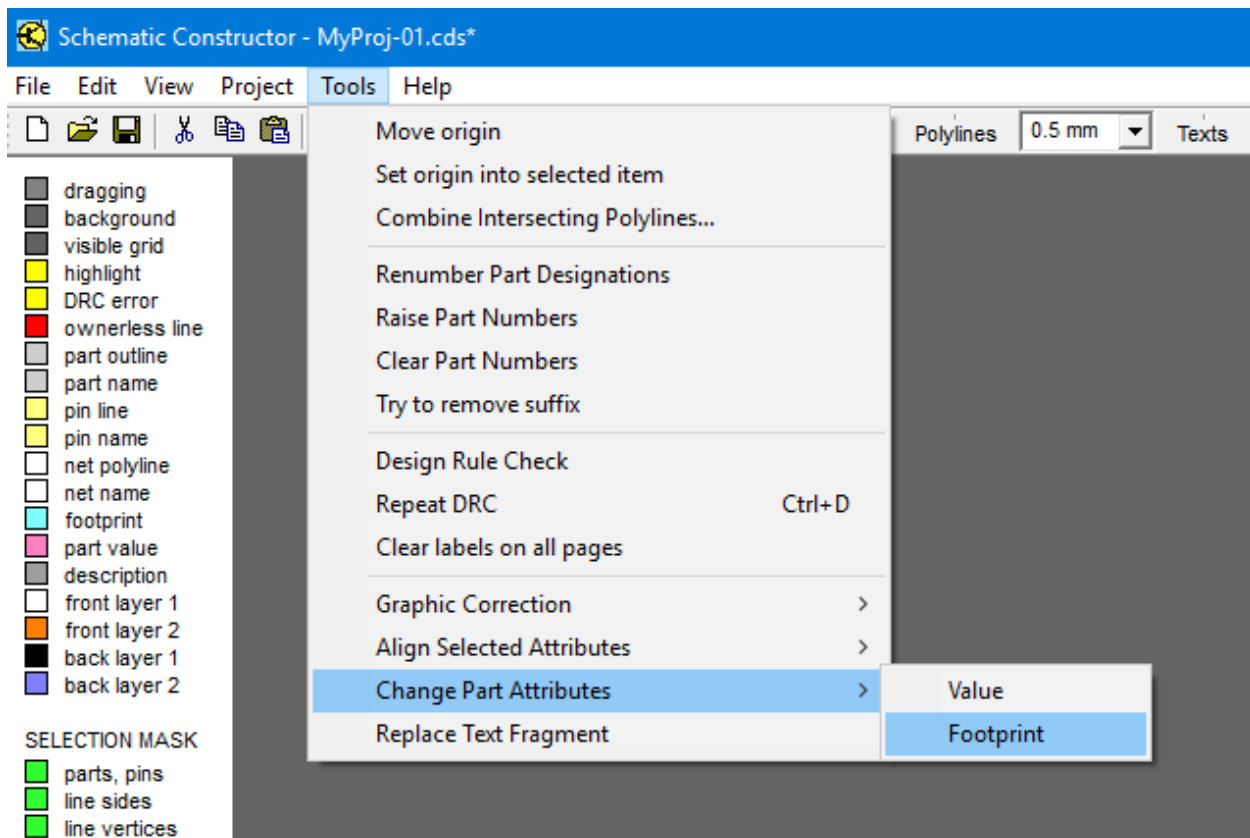 Schematic Constructor - MyProj-01.cds*
File Edit View Project Tools Help
Polylines 0.5 mm Texts
Move origin
Set origin into selected item
Combine Intersecting Polylines...
Renumber Part Designations
Raise Part Numbers
Clear Part Numbers
Try to remove suffix
Design Rule Check
Repeat DRC Ctrl+D
Clear labels on all pages
Graphic Correction >
Align Selected Attributes >
Change Part Attributes >
Replace Text Fragment
Value
Footprint
dragging
background
visible grid
highlight
DRC error
ownerless line
part outline
part name
pin line
pin name
net polyline
net name
footprint
part value
description
front layer 1
front layer 2
back layer 1
back layer 2
SELECTION MASK
parts, pins
line sides
line vertices